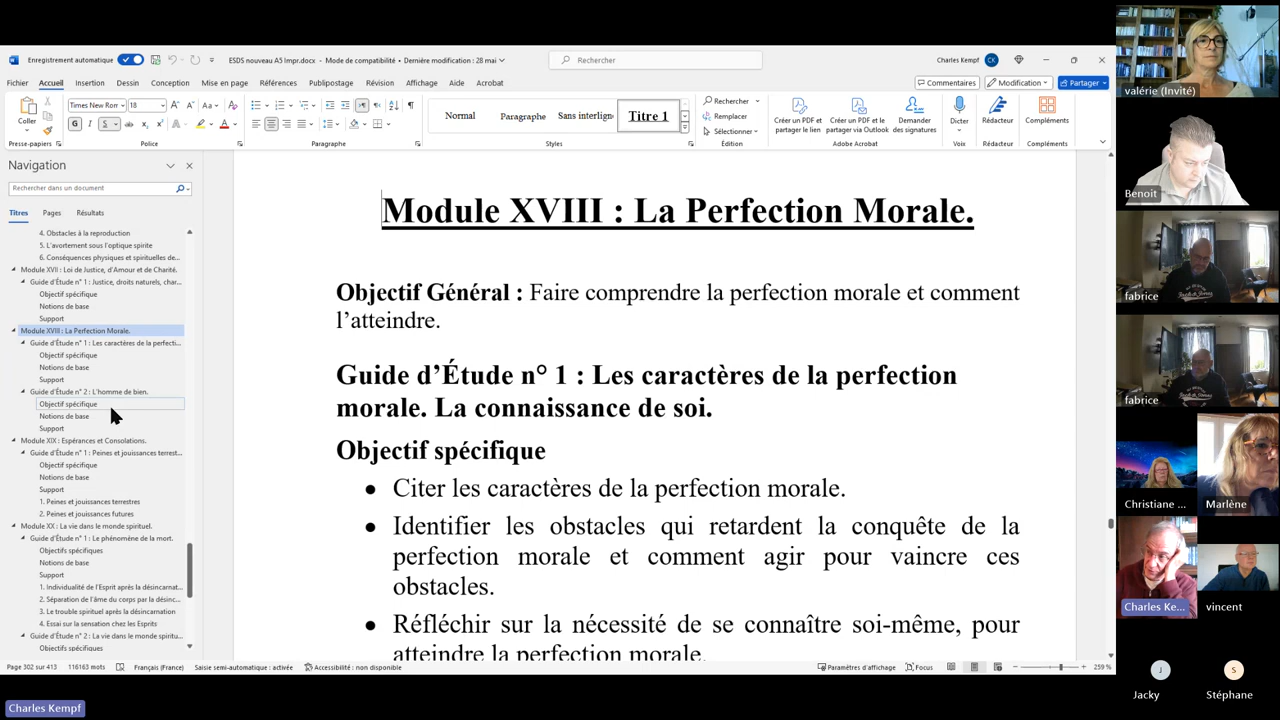 Enregistrement automatique
ESDS nouveau A5 Impr.docx • Mode de compatibilité • Dernière modification : 28 mai
Rechercher
Charles Kempf
CK
Fichier
Accueil
Insertion
Dessin
Conception
Mise en page
Références
Publipostage
Révision
Affichage
Aide
Acrobat
Commentaires
Modification
Partager
Coller
Times New Rom
18
Normal
Paragraphe
Sans interligne
Titre 1
Rechercher
Remplacer
Sélectionner
Créer un PDF et partager le lien
Créer un PDF et partager via Outlook
Demander des signatures
Dicter
Rédacteur
Compléments
Presse-papiers
Police
Paragraphe
Styles
Édition
Adobe Acrobat
Voix
Rédacteur
Compléments
Navigation
Rechercher dans un document
Titres
Pages
Résultats
4. Obstacles à la reproduction
5. L'avortement sous l'optique spirite
6. Conséquences physiques et spirituelles de...
Module XVII : Loi de Justice, d'Amour et de Charité.
Guide d'Étude n° 1 : Justice, droits naturels, char...
Objectif spécifique
Notions de base
Support
Module XVIII : La Perfection Morale.
Guide d'Étude n° 1 : Les caractères de la perfecti...
Objectif spécifique
Notions de base
Support
Guide d'Étude n° 2 : L'homme de bien.
Objectif spécifique
Notions de base
Support
Module XIX : Espérances et Consolations.
Guide d'Étude n° 1 : Peines et jouissances terrest...
Objectif spécifique
Notions de base
Support
1. Peines et jouissances terrestres
2. Peines et jouissances futures
Module XX : La vie dans le monde spirituel.
Guide d'Étude n° 1 : Le phénomène de la mort.
Objectifs spécifiques
Notions de base
Support
1. Individualité de l'Esprit après la désincarnat...
2. Séparation de l'âme du corps par la désinc...
3. Le trouble spirituel après la désincarnation
4. Essai sur la sensation chez les Esprits
Guide d'Étude n° 2 : La vie dans le monde spiritu...
Objectifs spécifiques
Module XVIII : La Perfection Morale.
Objectif Général : Faire comprendre la perfection morale et comment
l'atteindre.
Guide d'Étude n° 1 : Les caractères de la perfection
morale. La connaissance de soi.
Objectif spécifique
• Citer les caractères de la perfection morale.
• Identifier les obstacles qui retardent la conquête de la
perfection morale et comment agir pour vaincre ces
obstacles.
• Réfléchir sur la nécessité de se connaître soi-même, pour
atteindre la perfection morale.
Page 302 sur 413
116163 mots
Français (France)
Saisie semi-automatique : activée
Accessibilité : non disponible
Paramètres d'affichage
Focus
259 %
Charles Kempf
valérie (Invité)
Benoit
fabrice
fabrice
Christiane ...
Marlène
Charles Ke...
vincent
J
S
Jacky
Stéphane